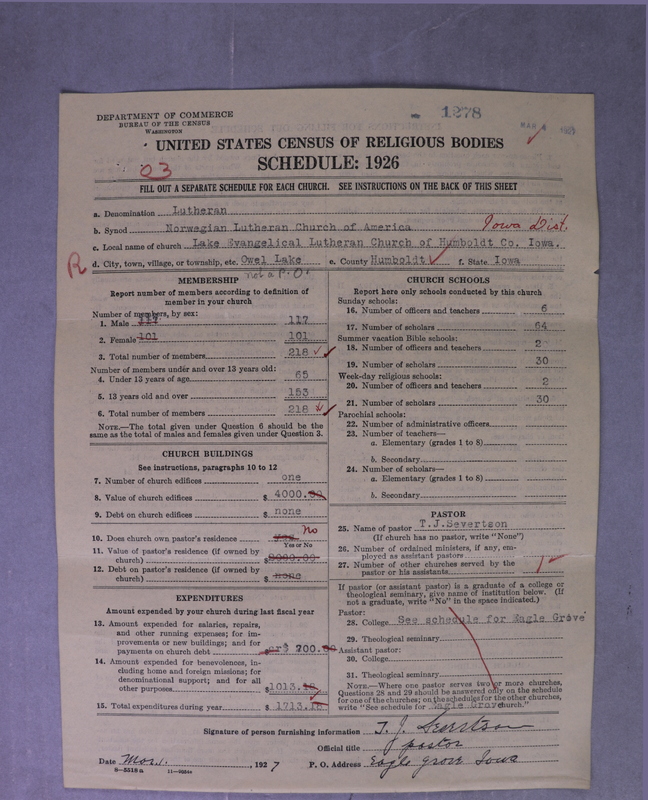 DEPARTMENT OF COMMERCE
BUREAU OF THE CENSUS
WASHINGTON
1278
UNITED STATES CENSUS OF RELIGIOUS BODIES
SCHEDULE: 1926
03
FILL OUT A SEPARATE SCHEDULE FOR EACH CHURCH. SEE INSTRUCTIONS ON THE BACK OF THIS SHEET
a. Denomination Lutheran
b. Synod Norwegian Lutheran Church of America Iowa Dist.
c. Local name of church Lake Evangelical Lutheran Church of Humboldt Co. Iowa.
R d. City, town, village, or township, etc. Owel Lake e. County Humboldt f. State Iowa
not a P.O.
MEMBERSHIP
Report number of members according to definition of
member in your church
Number of members, by sex:
1. Male 117 117
2. Female 101 101
3. Total number of members 218
Number of members under and over 13 years old:
4. Under 13 years of age 65
5. 13 years old and over 153
6. Total number of members 218
NOTE.—The total given under Question 6 should be the
same as the total of males and females given under Question 3.
CHURCH BUILDINGS
See instructions, paragraphs 10 to 12
7. Number of church edifices one
8. Value of church edifices $ 4000.00
9. Debt on church edifices $ none
10. Does church own pastor's residence yes No
Yes or No
11. Value of pastor's residence (if owned by
church) $
12. Debt on pastor's residence (if owned by
church) $ none
EXPENDITURES
Amount expended by your church during last fiscal year
13. Amount expended for salaries, repairs,
and other running expenses; for im-
provements or new buildings; and for
payments on church debt $ 700.00
14. Amount expended for benevolences, in-
cluding home and foreign missions; for
denominational support; and for all
other purposes $ 1013.18
15. Total expenditures during year $ 1713.18
CHURCH SCHOOLS
Report here only schools conducted by this church
Sunday schools:
16. Number of officers and teachers 6
17. Number of scholars 64
Summer vacation Bible schools:
18. Number of officers and teachers 2
19. Number of scholars 30
Week-day religious schools:
20. Number of officers and teachers 2
21. Number of scholars 30
Parochial schools:
22. Number of administrative officers
23. Number of teachers—
a. Elementary (grades 1 to 8)
b. Secondary
24. Number of scholars—
a. Elementary (grades 1 to 8)
b. Secondary
PASTOR
25. Name of pastor T.J.Severtson
(If church has no pastor, write "None")
26. Number of ordained ministers, if any, em-
ployed as assistant pastors
27. Number of other churches served by the
pastor or his assistants 1
If pastor (or assistant pastor) is a graduate of a college or
theological seminary, give name of institution below. (If
not a graduate, write "No" in the space indicated.)
Pastor:
28. College See schedule for Eagle Grove
29. Theological seminary
Assistant pastor:
30. College
31. Theological seminary
NOTE.—Where one pastor serves two or more churches,
Questions 28 and 29 should be answered only on the schedule
for one of the churches; on the schedules for the other churches,
write "See schedule for Eagle Grove church."
Signature of person furnishing information T. J. Severtson
Official title pastor
Date Mar. 1. , 1927 P. O. Address Eagle Grove Iowa